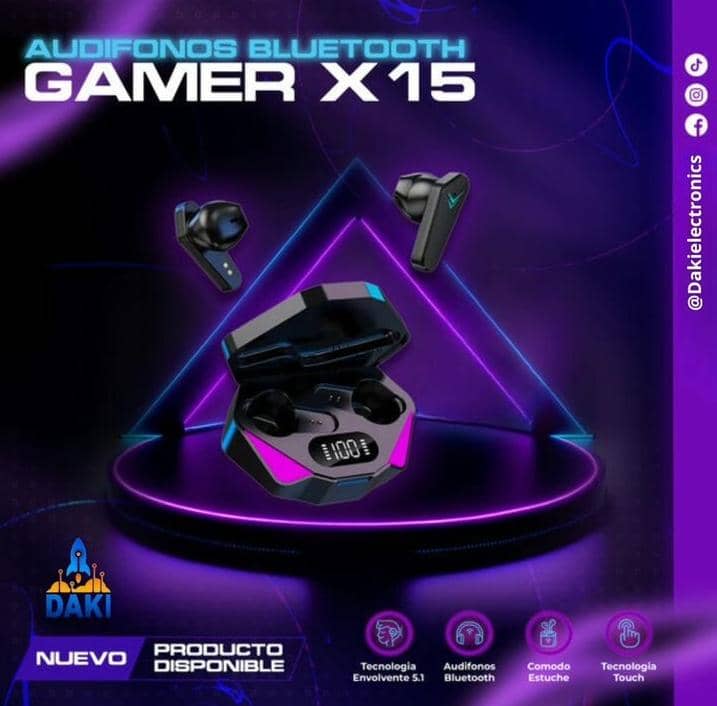 AUDIFONOS BLUETOOTH
GAMER X15
@Dakielectronics
100
DAKI
NUEVO
PRODUCTO
DISPONIBLE
Tecnologia
Envolvente 5.1
Audifonos
Bluetooth
Comodo
Estuche
Tecnologia
Touch